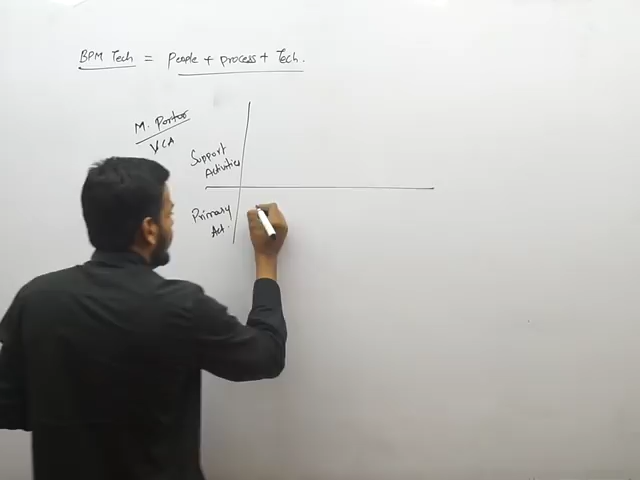 BPM Tech = People + process + Tech.
M. Porter
VCA
Support
Activities
Primary
Act.